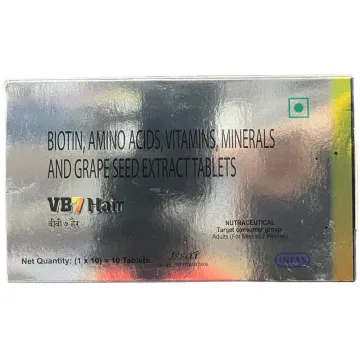 BIOTIN, AMINO ACIDS, VITAMINS, MINERALS
AND GRAPE SEED EXTRACT TABLETS
VB7 Hair
वीबी ७ हेर
NUTRACEUTICAL
Target consumer group
Adults (For Men and Women)
Net Quantity: (1 x 10) = 10 Tablets
INTAS